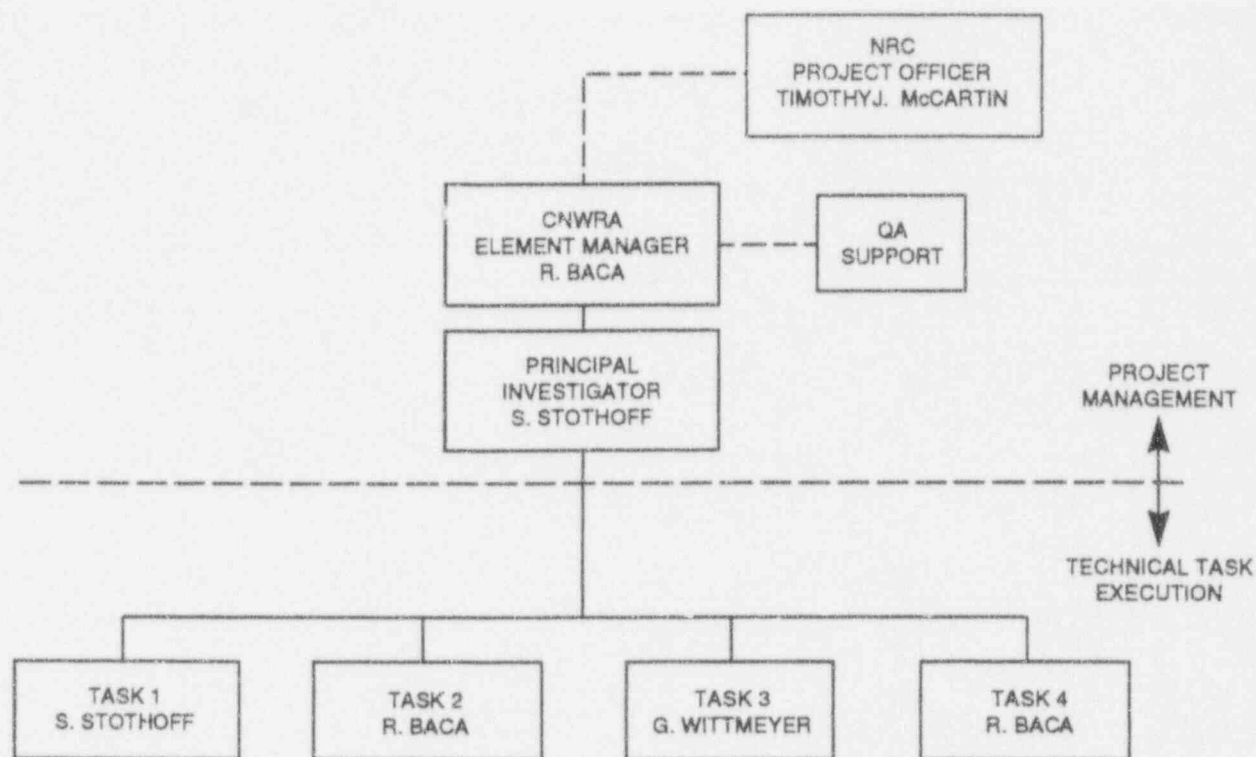 NRC
PROJECT OFFICER
TIMOTHYJ. McCARTIN
CNWRA
ELEMENT MANAGER
R. BACA
QA
SUPPORT
PRINCIPAL
INVESTIGATOR
S. STOTHOFF
PROJECT
MANAGEMENT
TECHNICAL TASK
EXECUTION
TASK 1
S. STOTHOFF
TASK 2
R. BACA
TASK 3
G. WITTMEYER
TASK 4
R. BACA